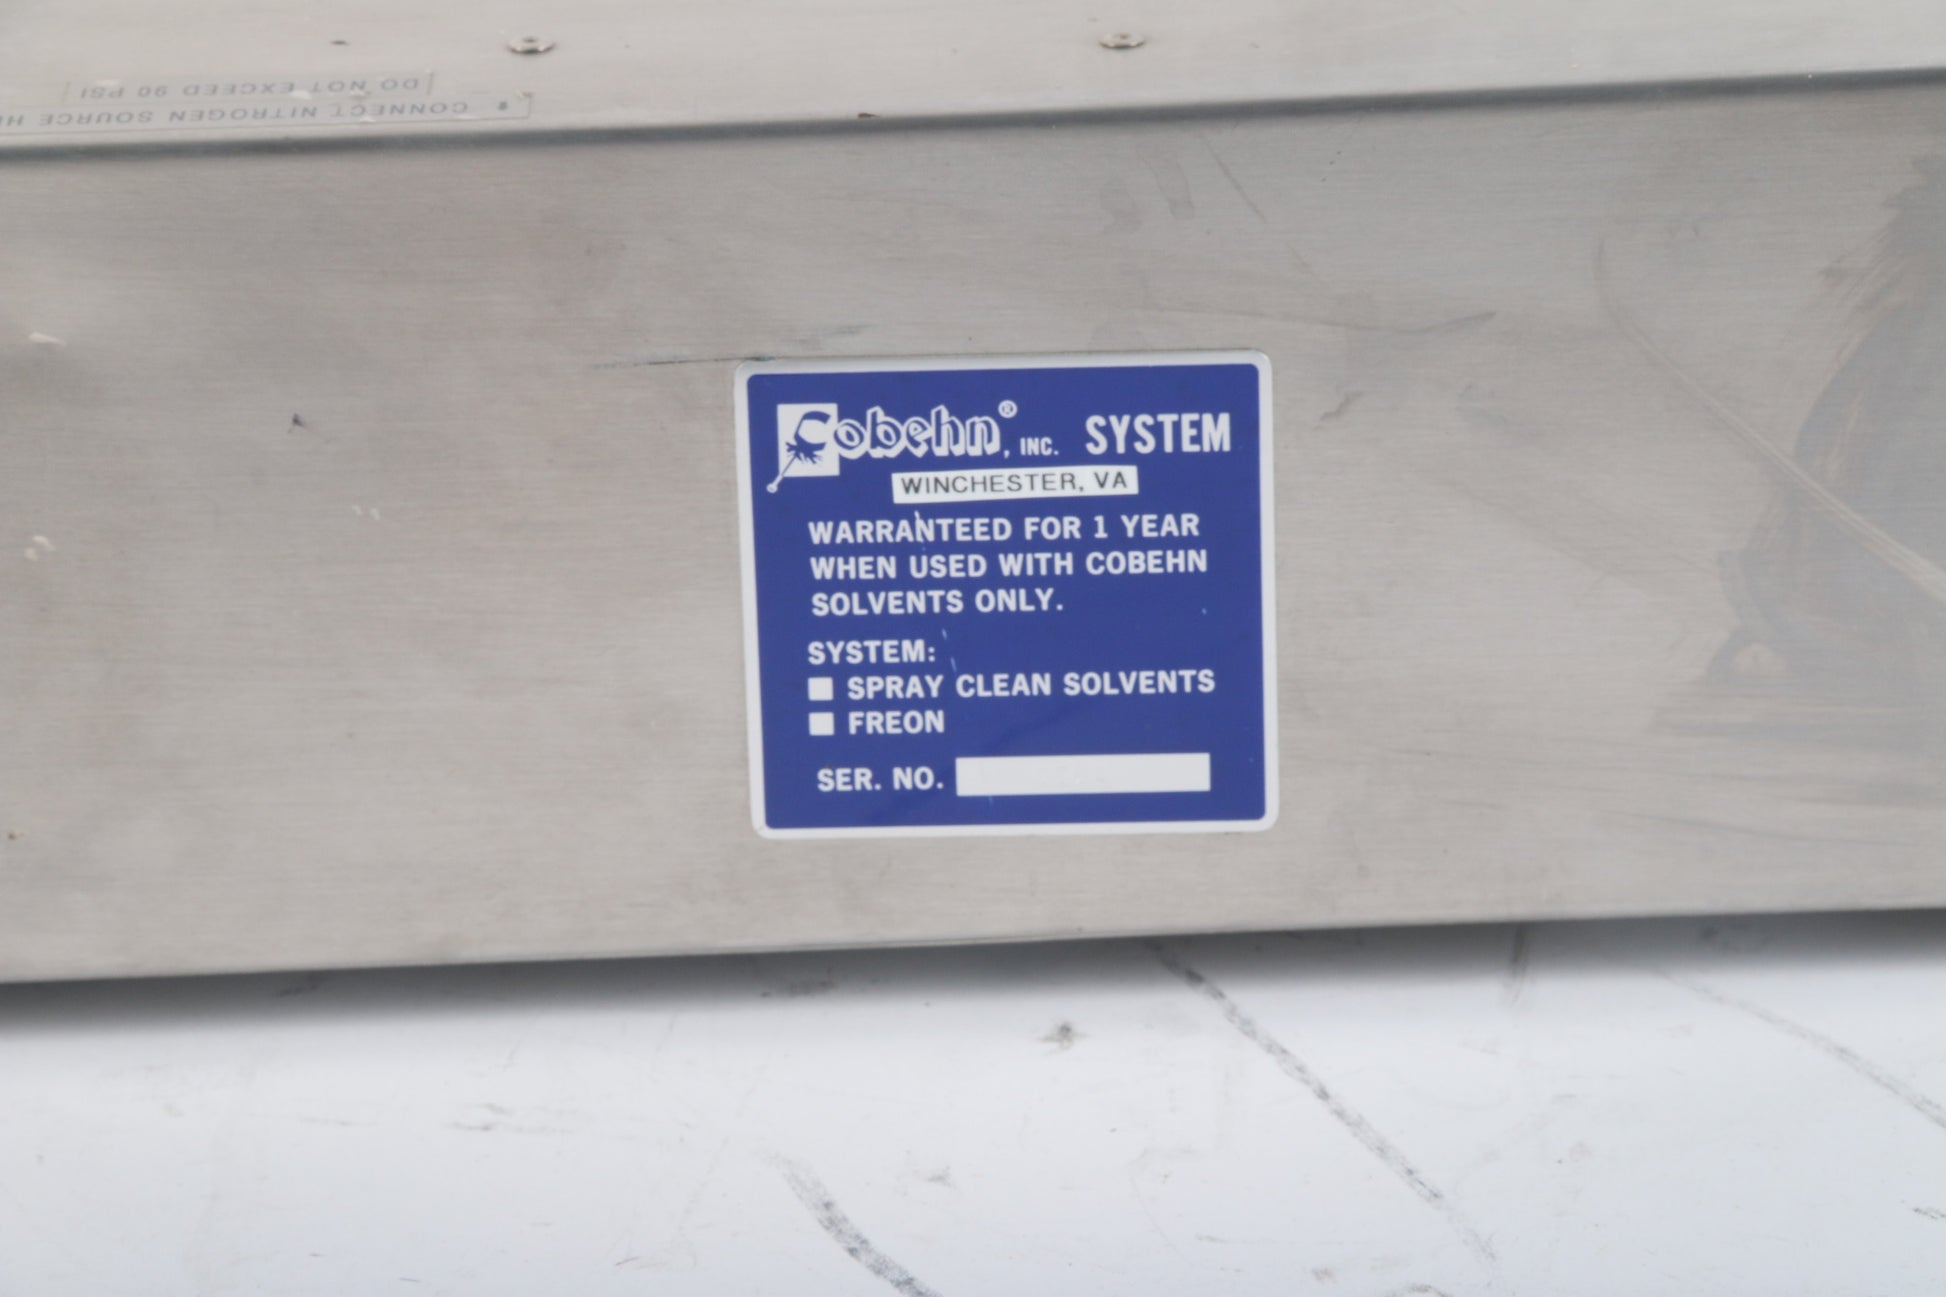 * CONNECT NITROGEN SOURCE
DO NOT EXCEED 90 PSI
Cobehn®, INC. SYSTEM
WINCHESTER, VA
WARRANTEED FOR 1 YEAR
WHEN USED WITH COBEHN
SOLVENTS ONLY.
SYSTEM:
SPRAY CLEAN SOLVENTS
FREON
SER. NO.